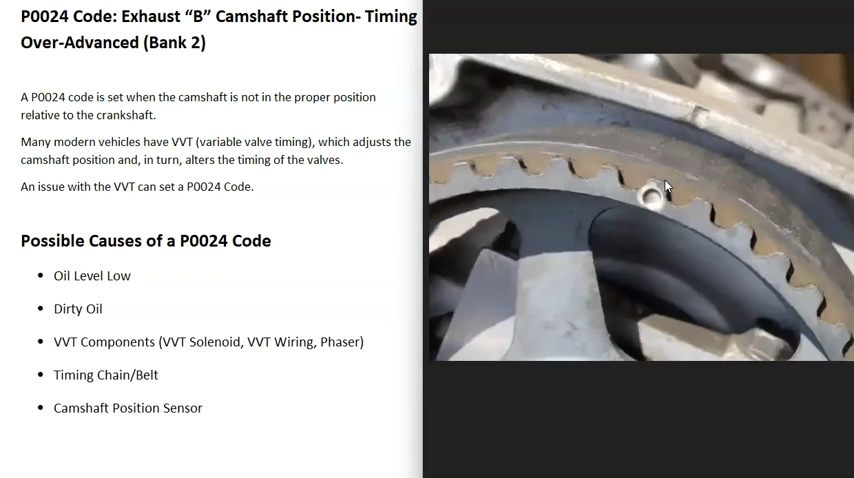 P0024 Code: Exhaust “B” Camshaft Position- Timing
Over-Advanced (Bank 2)
A P0024 code is set when the camshaft is not in the proper position
relative to the crankshaft.
Many modern vehicles have VVT (variable valve timing), which adjusts the
camshaft position and, in turn, alters the timing of the valves.
An issue with the VVT can set a P0024 Code.
Possible Causes of a P0024 Code
• Oil Level Low
• Dirty Oil
• VVT Components (VVT Solenoid, VVT Wiring, Phaser)
• Timing Chain/Belt
• Camshaft Position Sensor